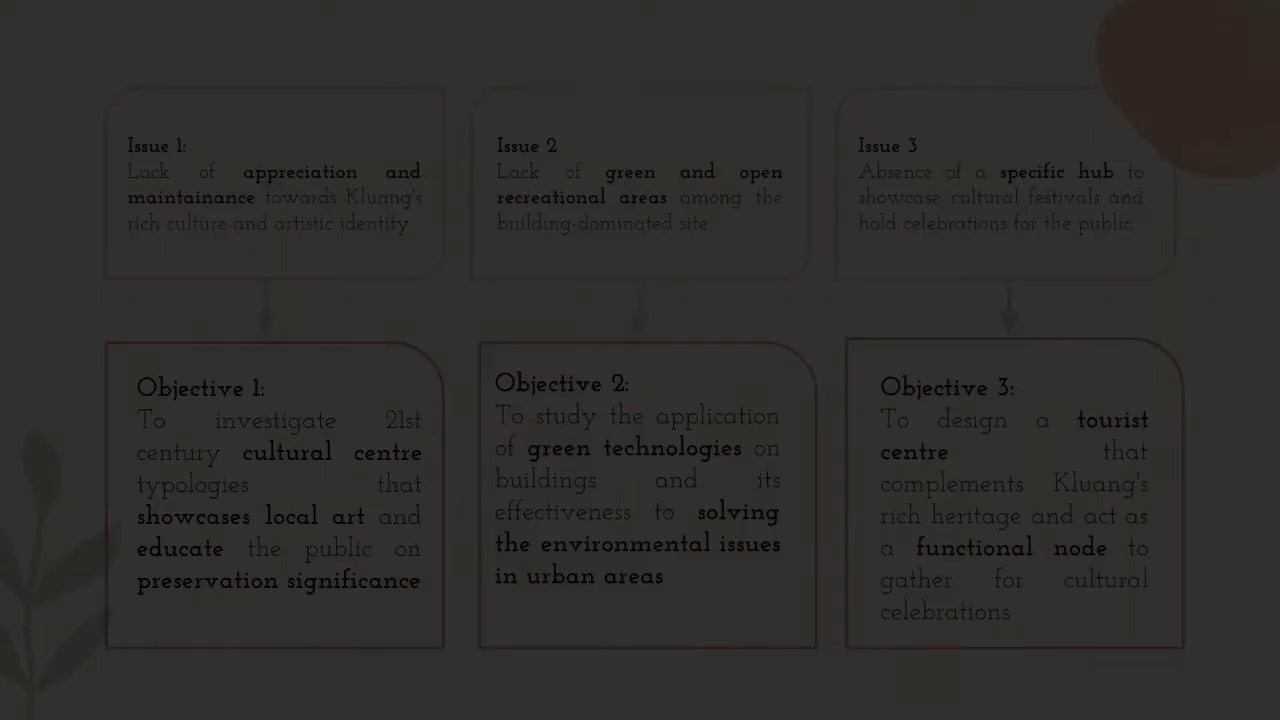 Issue 1:
Lack of appreciation and
maintainance towards Kluang's
rich culture and artistic identity
Issue 2
Lack of green and open
recreational areas among the
building-dominated site
Issue 3
Absence of a specific hub to
showcase cultural festivals and
hold celebrations for the public
Objective 1:
To investigate 21st
century cultural centre
typologies that
showcases local art and
educate the public on
preservation significance
Objective 2:
To study the application
of green technologies on
buildings and its
effectiveness to solving
the environmental issues
in urban areas
Objective 3:
To design a tourist
centre that
complements Kluang's
rich heritage and act as
a functional node to
gather for cultural
celebrations